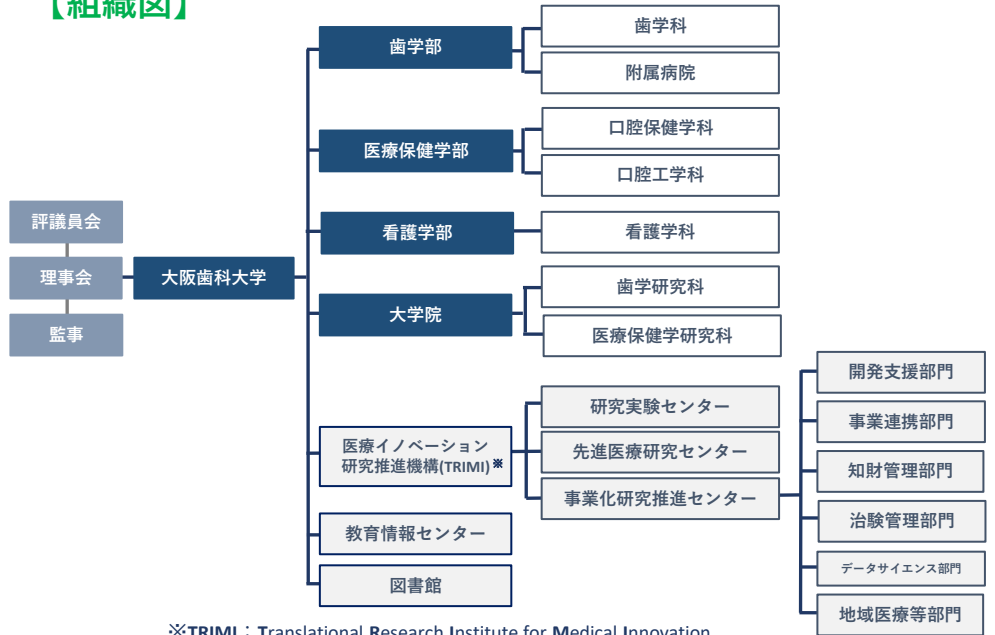 【組織図】
歯学部
歯学科
附属病院
医療保健学部
口腔保健学科
口腔工学科
評議員会
理事会
監事
大阪歯科大学
看護学部
看護学科
大学院
歯学研究科
医療保健学研究科
医療イノベーション
研究推進機構(TRIMI)※
研究実験センター
先進医療研究センター
事業化研究推進センター
開発支援部門
事業連携部門
知財管理部門
治験管理部門
データサイエンス部門
地域医療等部門
教育情報センター
図書館
※TRIMI：Translational Research Institute for Medical Innovation